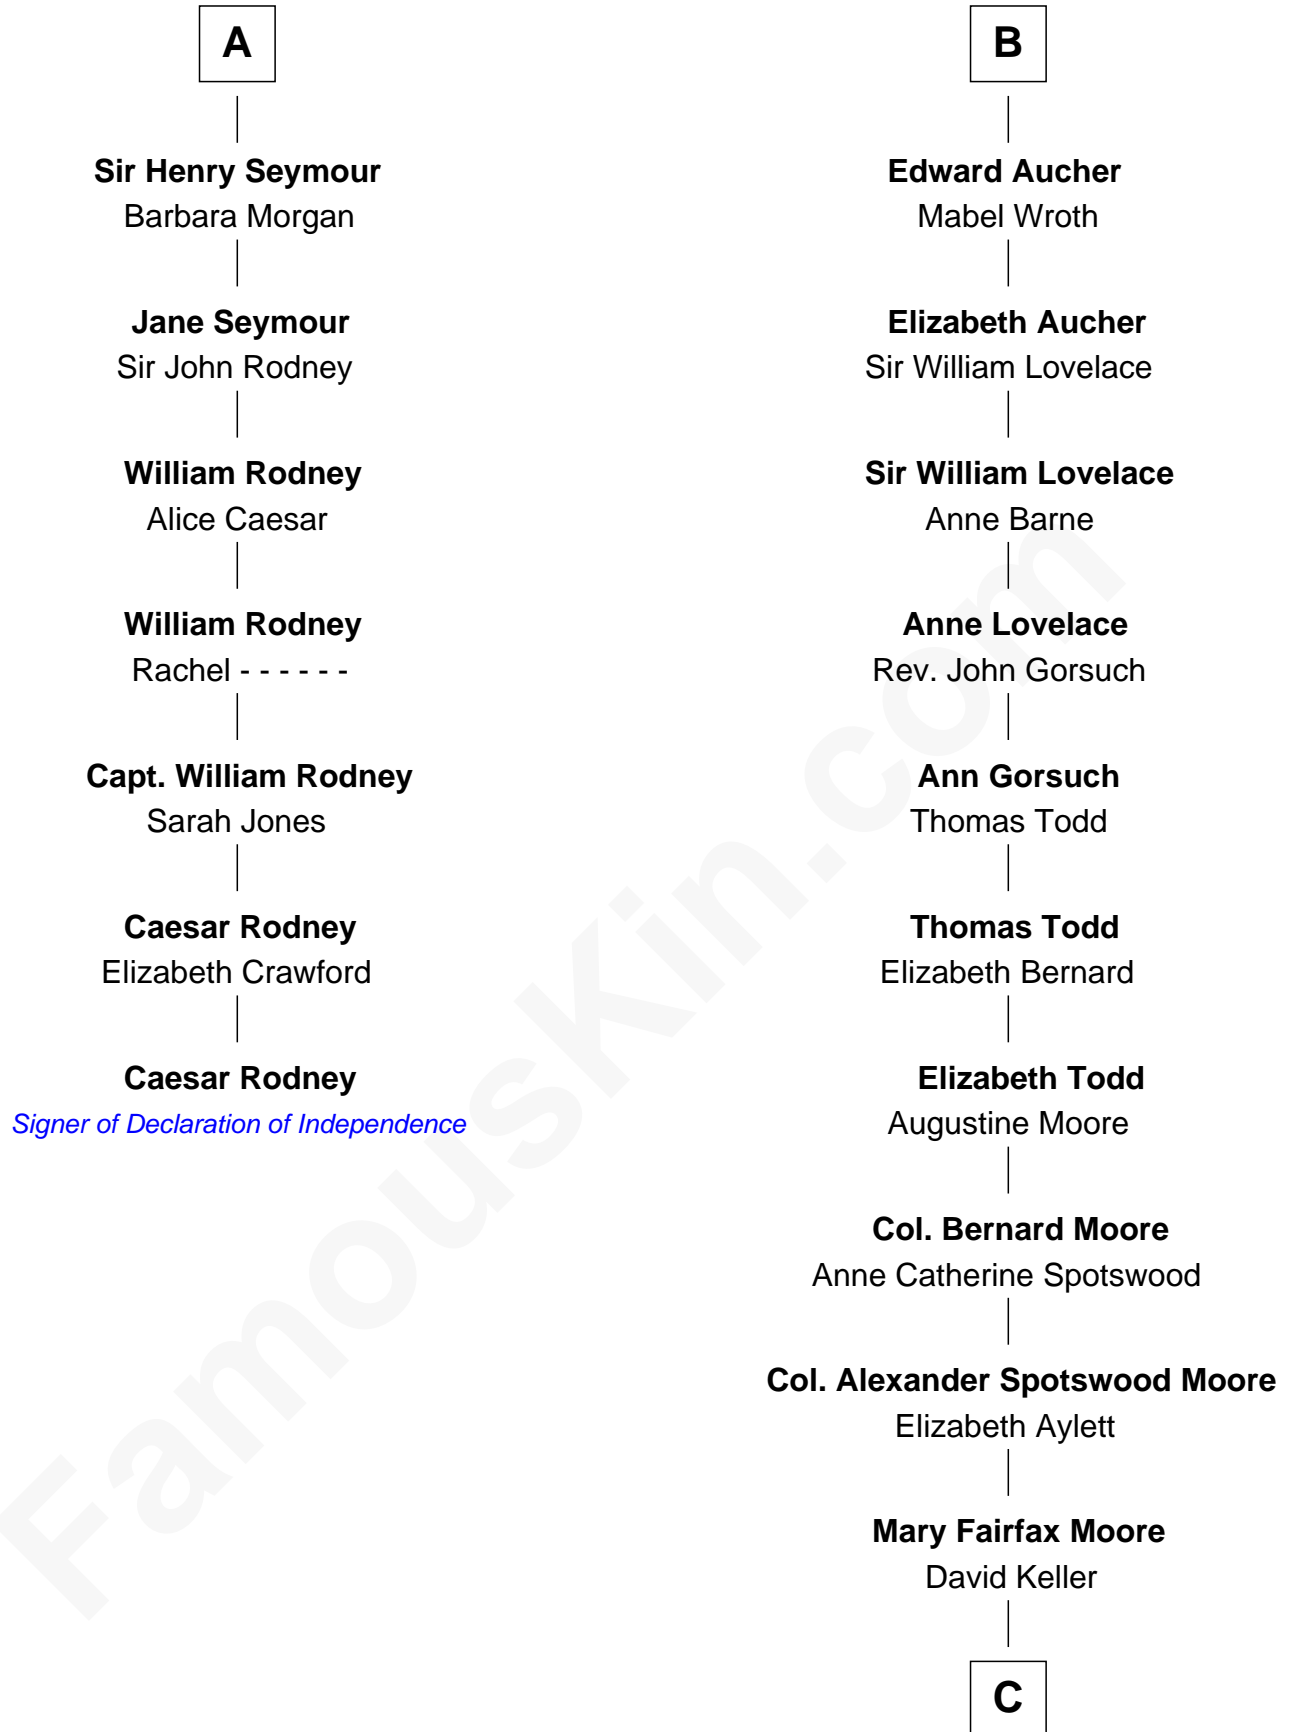 A
Sir Henry Seymour
Barbara Morgan
Jane Seymour
Sir John Rodney
William Rodney
Alice Caesar
William Rodney
Rachel - - - - - -
Capt. William Rodney
Sarah Jones
Caesar Rodney
Elizabeth Crawford
Caesar Rodney
Signer of Declaration of Independence
B
Edward Aucher
Mabel Wroth
Elizabeth Aucher
Sir William Lovelace
Sir William Lovelace
Anne Barne
Anne Lovelace
Rev. John Gorsuch
Ann Gorsuch
Thomas Todd
Thomas Todd
Elizabeth Bernard
Elizabeth Todd
Augustine Moore
Col. Bernard Moore
Anne Catherine Spotswood
Col. Alexander Spotswood Moore
Elizabeth Aylett
Mary Fairfax Moore
David Keller
C
FamousKin.com